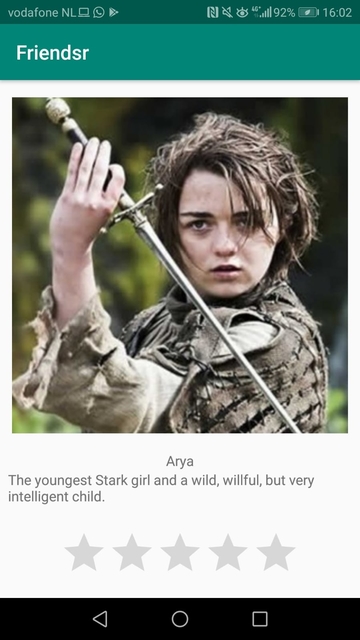 vodafone NL 92% 16:02
Friendsr
Arya
The youngest Stark girl and a wild, willful, but very
intelligent child.